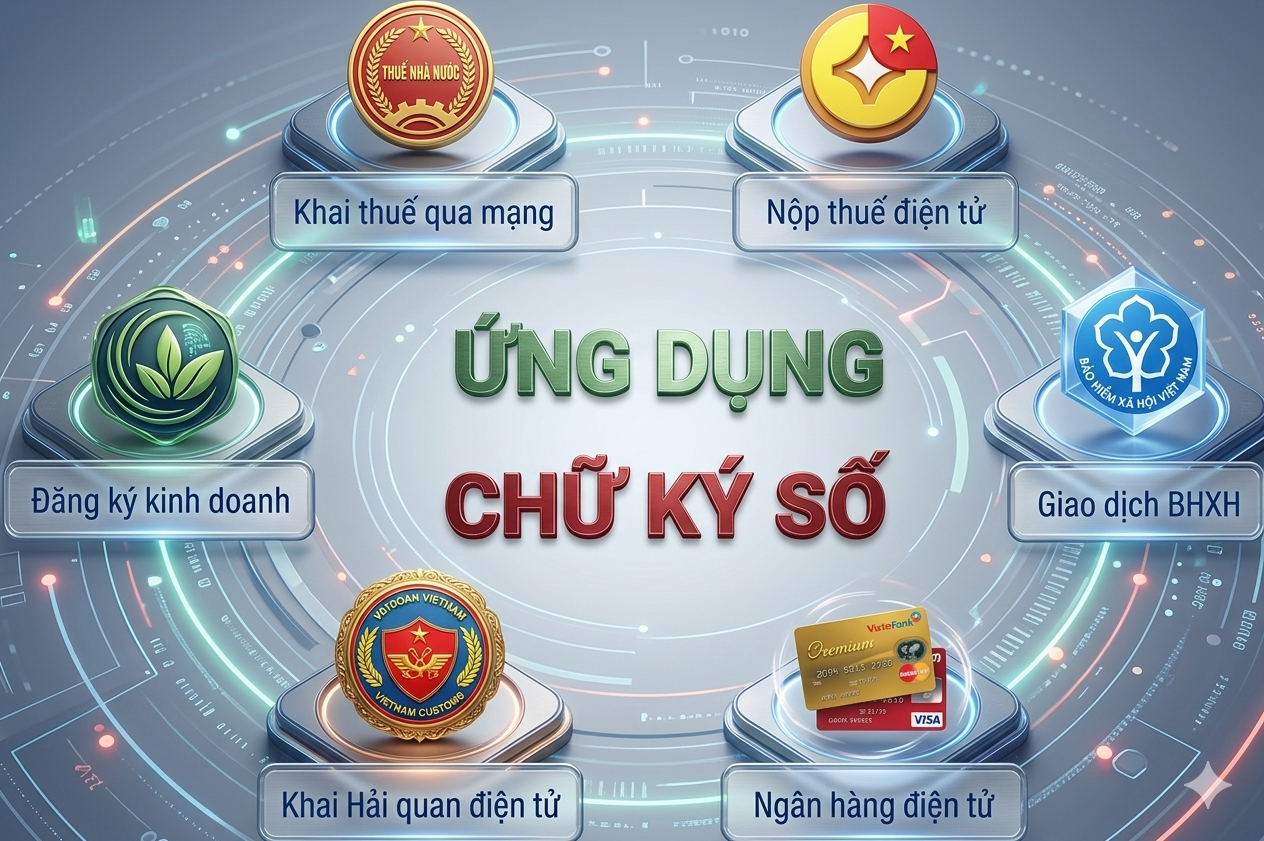 THUẾ NHÀ NƯỚC
Khai thuế qua mạng
Nộp thuế điện tử
ỨNG DỤNG
CHỮ KÝ SỐ
BẢO HIỂM XÃ HỘI VIỆT NAM
Đăng ký kinh doanh
Giao dịch BHXH
VIETNAM CUSTOMS
Premium
VISA
Khai Hải quan điện tử
Ngân hàng điện tử